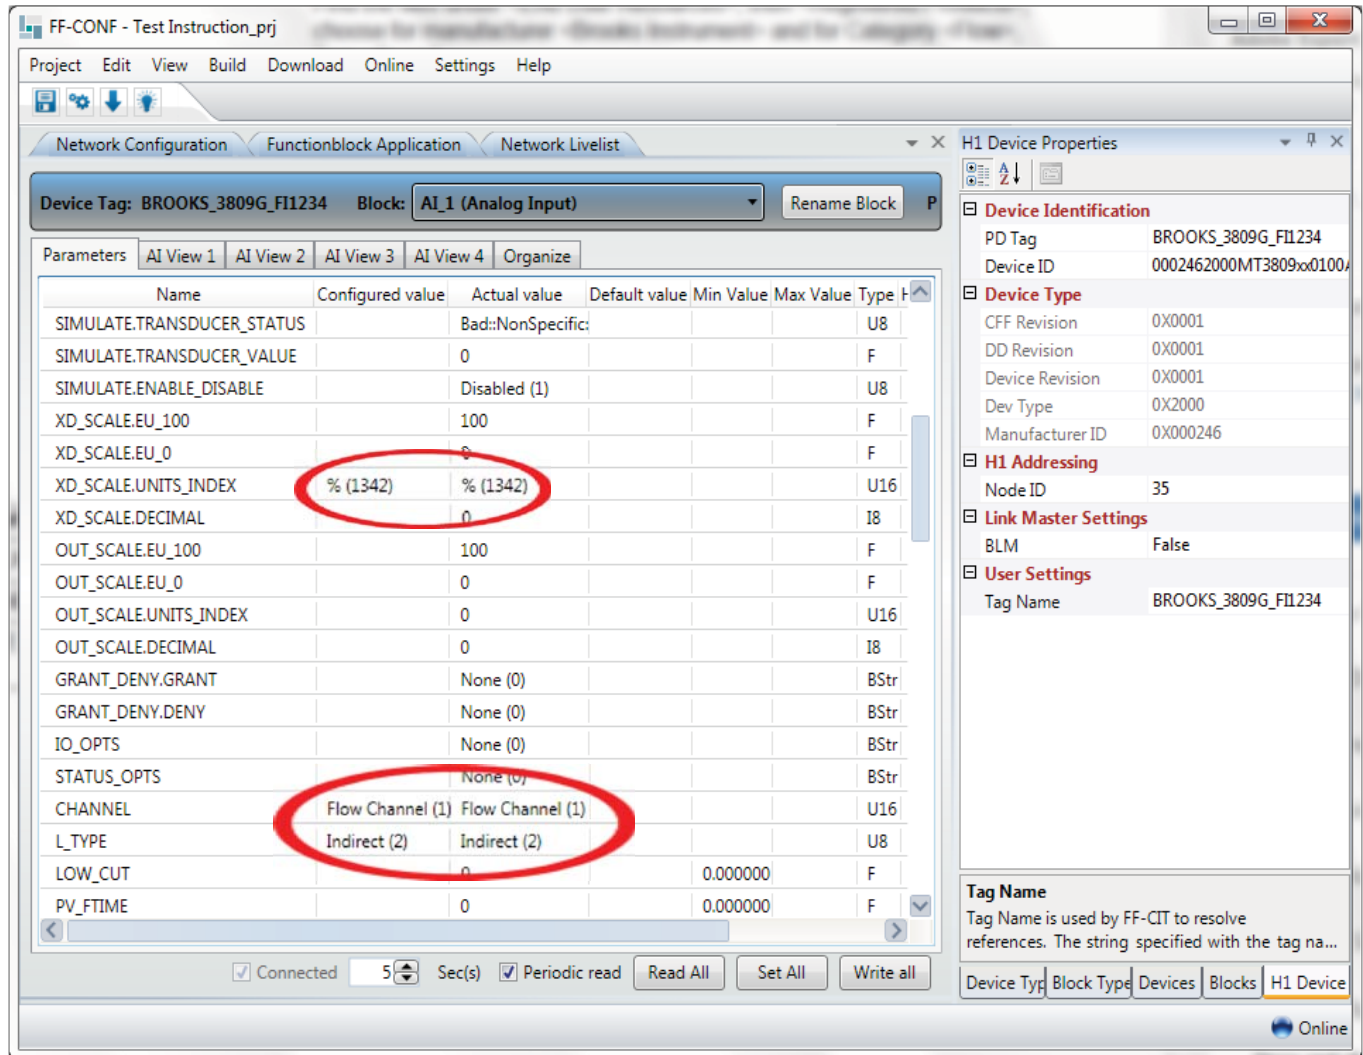 FF-CONF - Test Instruction_prj
Project Edit View Build Download Online Settings Help
Network Configuration Functionblock Application Network Livelist
Device Tag: BROOKS_3809G_FI1234 Block: AI_1 (Analog Input) Rename Block P
Parameters AI View 1 AI View 2 AI View 3 AI View 4 Organize
Name Configured value Actual value Default value Min Value Max Value Type H
SIMULATE.TRANSDUCER_STATUS Bad::NonSpecific: U8
SIMULATE.TRANSDUCER_VALUE 0 F
SIMULATE.ENABLE_DISABLE Disabled (1) U8
XD_SCALE.EU_100 100 F
XD_SCALE.EU_0 0 F
XD_SCALE.UNITS_INDEX % (1342) % (1342) U16
XD_SCALE.DECIMAL 0 I8
OUT_SCALE.EU_100 100 F
OUT_SCALE.EU_0 0 F
OUT_SCALE.UNITS_INDEX 0 U16
OUT_SCALE.DECIMAL 0 I8
GRANT_DENY.GRANT None (0) BStr
GRANT_DENY.DENY None (0) BStr
IO_OPTS None (0) BStr
STATUS_OPTS None (0) BStr
CHANNEL Flow Channel (1) Flow Channel (1) U16
L_TYPE Indirect (2) Indirect (2) U8
LOW_CUT 0 0.000000 F
PV_FTIME 0 0.000000 F
Connected 5 Sec(s) Periodic read Read All Set All Write all
H1 Device Properties
Device Identification
PD Tag BROOKS_3809G_FI1234
Device ID 0002462000MT3809xx0100
Device Type
CFF Revision 0X0001
DD Revision 0X0001
Device Revision 0X0001
Dev Type 0X2000
Manufacturer ID 0X000246
H1 Addressing
Node ID 35
Link Master Settings
BLM False
User Settings
Tag Name BROOKS_3809G_FI1234
Tag Name
Tag Name is used by FF-CIT to resolve
references. The string specified with the tag na...
Device Typ Block Type Devices Blocks H1 Device
Online